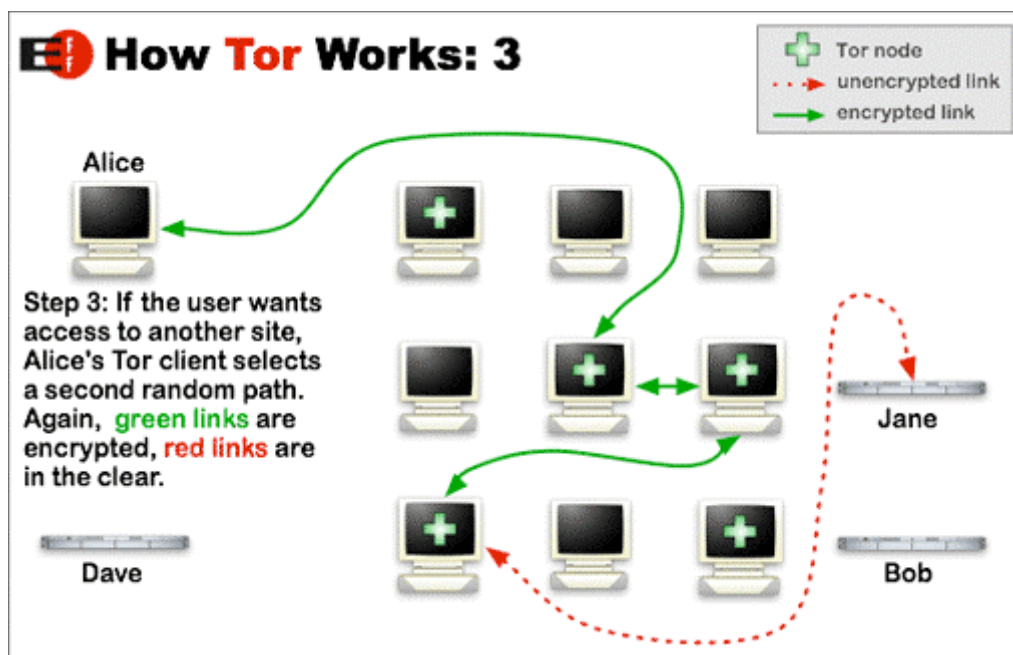 EFF How Tor Works: 3
Tor node
unencrypted link
encrypted link
Alice
Step 3: If the user wants
access to another site,
Alice's Tor client selects
a second random path.
Again, green links are
encrypted, red links are
in the clear.
Jane
Dave
Bob